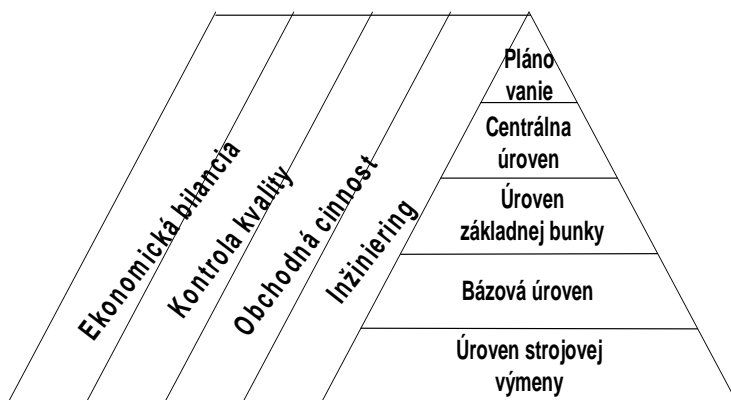 Ekonomická bilancia
Kontrola kvality
Obchodná cinnost
Inžiniering
Pláno
vanie
Centrálna
úroven
Úroven
základnej bunky
Bázová úroven
Úroven strojovej
výmeny